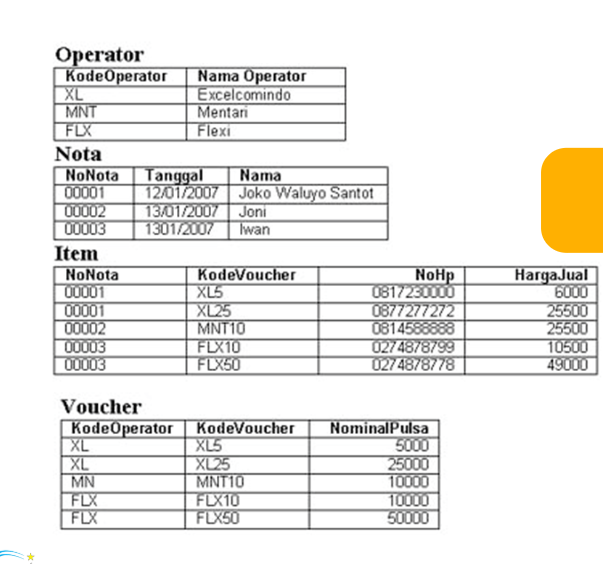 Operator
KodeOperator Nama Operator
XL Excelcomindo
MNT Mentari
FLX Flexi
Nota
NoNota Tanggal Nama
00001 12/01/2007 Joko Waluyo Santot
00002 13/01/2007 Joni
00003 1301/2007 Iwan
Item
NoNota KodeVoucher NoHp HargaJual
00001 XL5 0817230000 6000
00001 XL25 0877277272 25500
00002 MNT10 0814588888 25500
00003 FLX10 0274878799 10500
00003 FLX50 0274878778 49000
Voucher
KodeOperator KodeVoucher NominalPulsa
XL XL5 5000
XL XL25 25000
MN MNT10 10000
FLX FLX10 10000
FLX FLX50 50000